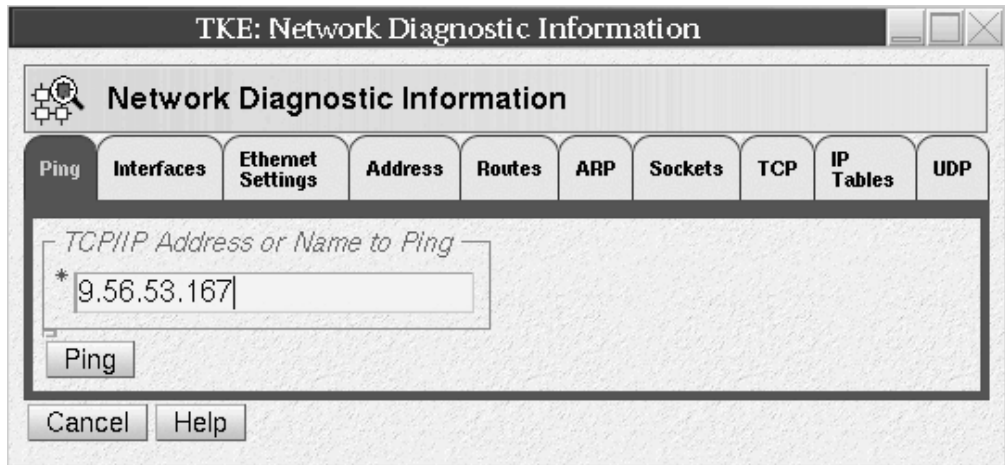 TKE: Network Diagnostic Information
Network Diagnostic Information
Ping
Interfaces
Ethernet
Settings
Address
Routes
ARP
Sockets
TCP
IP
Tables
UDP
TCP/IP Address or Name to Ping
* 9.56.53.167
Ping
Cancel
Help